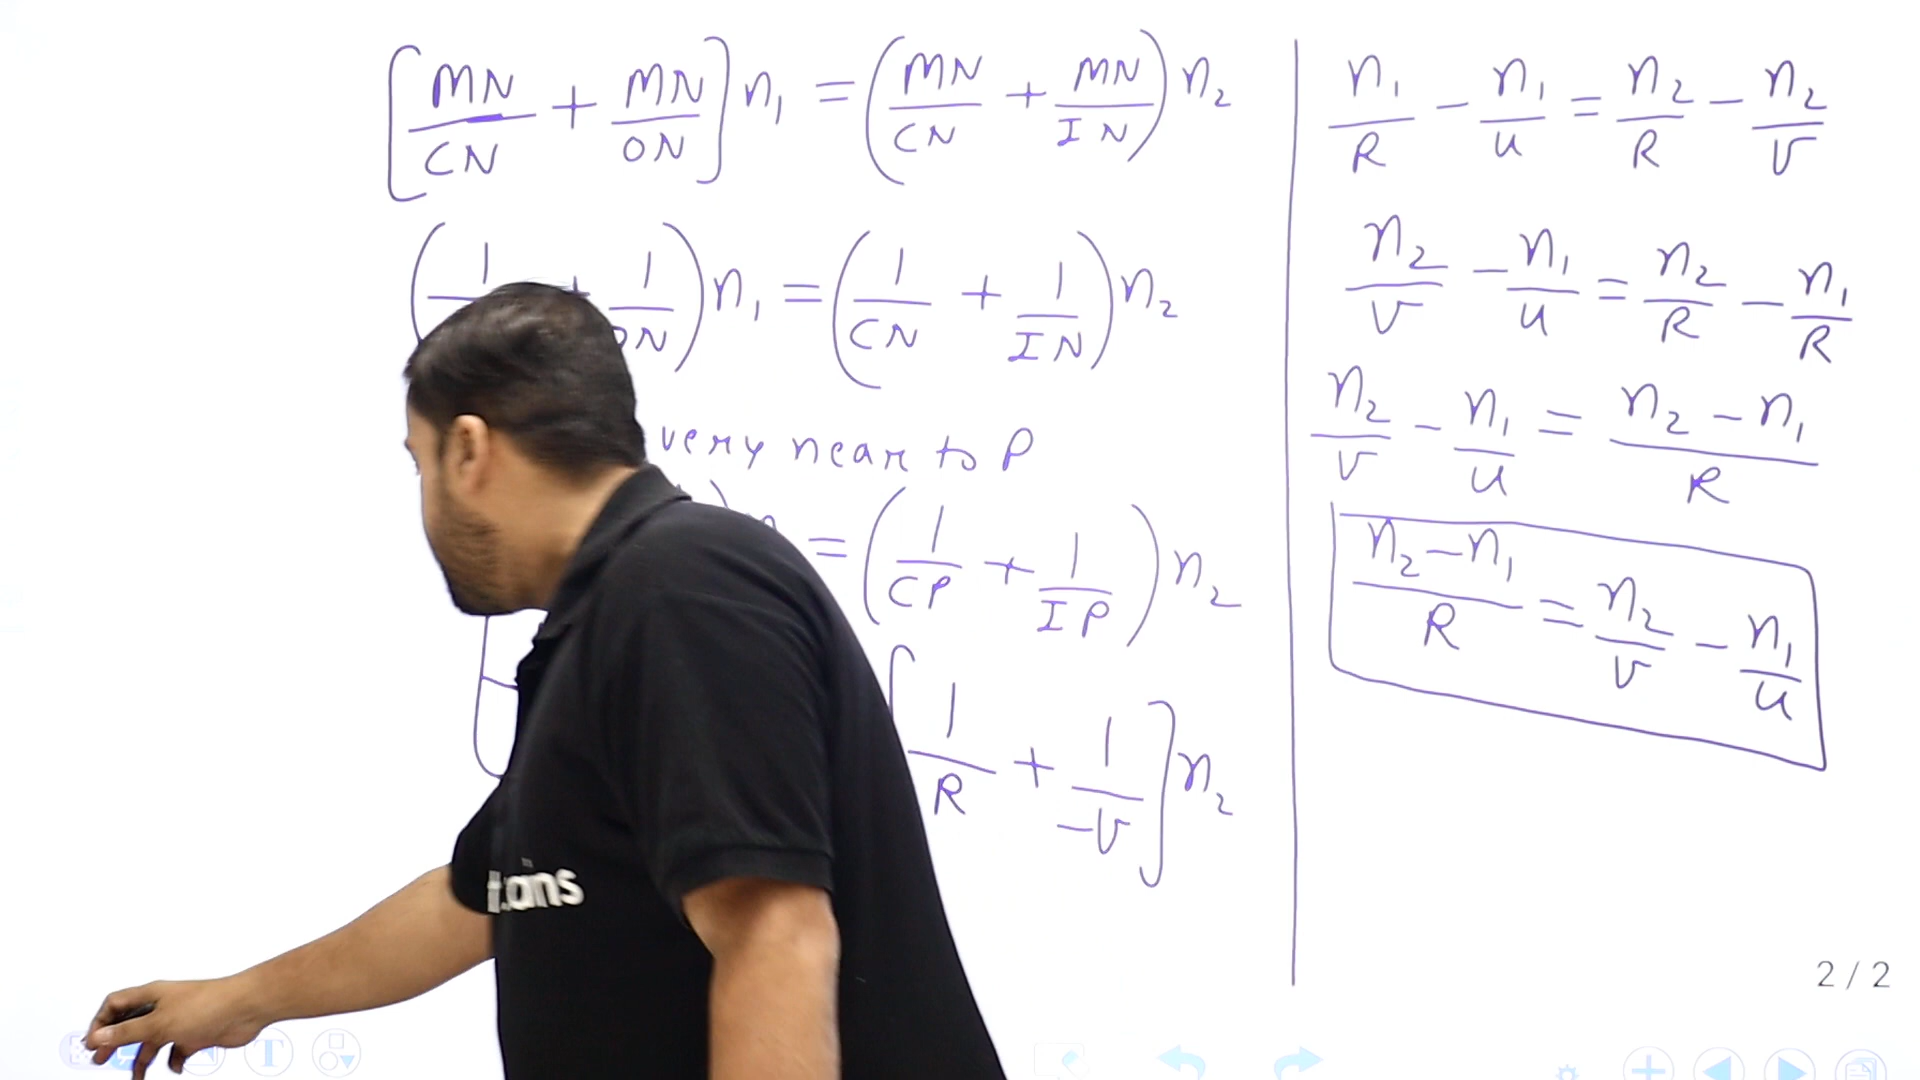 [MN/CN + MN/ON] n₁ = (MN/CN + MN/IN) n₂
(1 + 1/ON) n₁ = (1/CN + 1/IN) n₂
very near to P
= (1/CP + 1/IP) n₂
[1/R + 1/-v] n₂
n₁/R - n₁/u = n₂/R - n₂/v
n₂/v - n₁/u = n₂/R - n₁/R
n₂/v - n₁/u = n₂ - n₁/R
n₂ - n₁/R = n₂/v - n₁/u
2 / 2
T